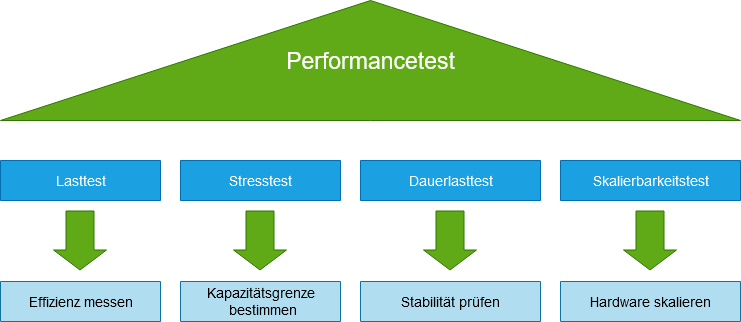 Performancetest
Lasttest
Stresstest
Dauerlasttest
Skalierbarkeitstest
Effizienz messen
Kapazitätsgrenze
bestimmen
Stabilität prüfen
Hardware skalieren